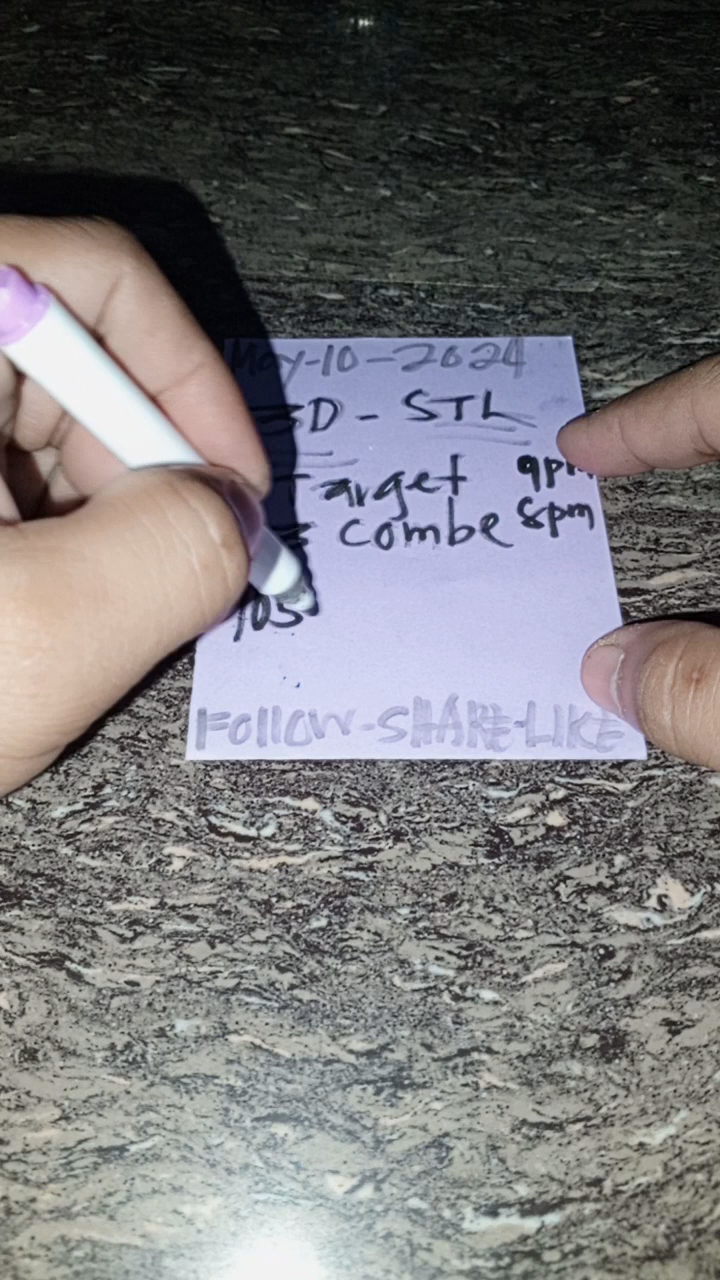 May-10-2024
3D - STL
Target 9pm
combe 8pm
105
Follow-SHARE-LIKE